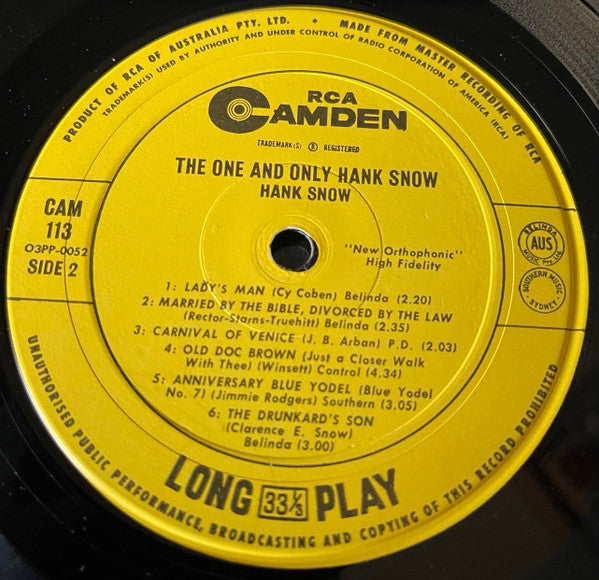 PRODUCT OF RCA OF AUSTRALIA PTY. LTD. • MADE FROM MASTER RECORDING OF RCA
TRADEMARK(S) USED BY AUTHORITY AND UNDER CONTROL OF RADIO CORPORATION OF AMERICA (RCA)
RCA
CAMDEN
TRADEMARK(S) ® REGISTERED
THE ONE AND ONLY HANK SNOW
HANK SNOW
CAM
113
O3PP-0052
SIDE 2
"New Orthophonic"
High Fidelity
BELINDA
AUS
MUSIC PTY. LTD.
SOUTHERN MUSIC
• SYDNEY •
1: LADY'S MAN (Cy Coben) Belinda (2.20)
2: MARRIED BY THE BIBLE, DIVORCED BY THE LAW
(Rector-Starns-Truehitt) Belinda (2.35)
3: CARNIVAL OF VENICE (J. B. Arban) P.D. (2.03)
4: OLD DOC BROWN (Just a Closer Walk
With Thee) (Winsett) Control (4.34)
5: ANNIVERSARY BLUE YODEL (Blue Yodel
No. 7) (Jimmie Rodgers) Southern (3.05)
6: THE DRUNKARD'S SON
(Clarence E. Snow)
Belinda (3.00)
LONG 33⅓ PLAY
UNAUTHORISED PUBLIC PERFORMANCE, BROADCASTING AND COPYING OF THIS RECORD PROHIBITED